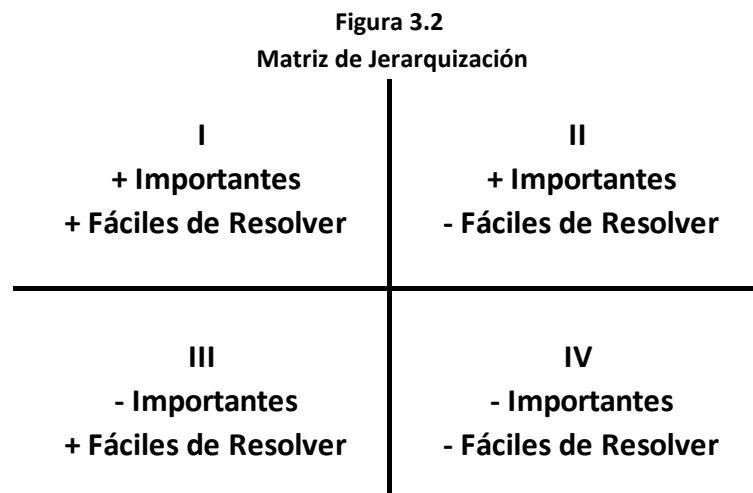 Figura 3.2
Matriz de Jerarquización
I
+ Importantes
+ Fáciles de Resolver
II
+ Importantes
- Fáciles de Resolver
III
- Importantes
+ Fáciles de Resolver
IV
- Importantes
- Fáciles de Resolver